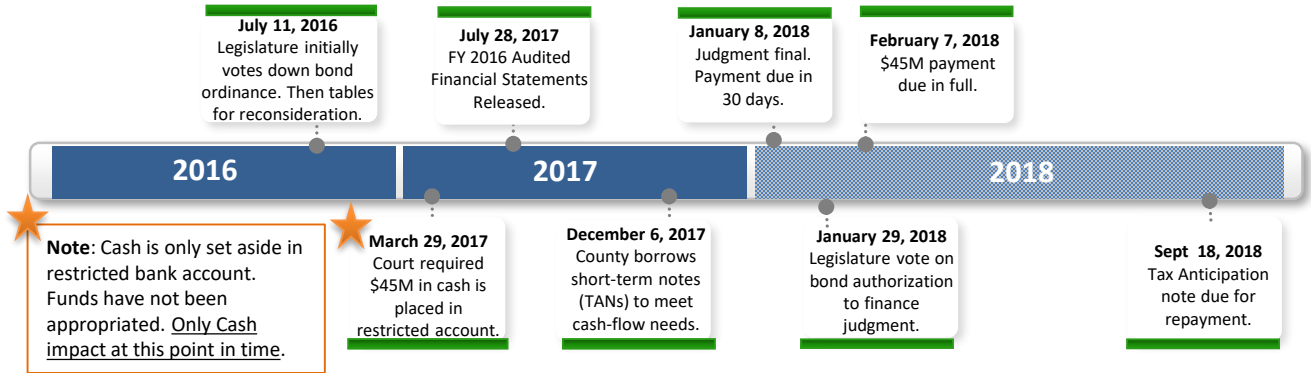 July 11, 2016
Legislature initially
votes down bond
ordinance. Then tables
for reconsideration.
July 28, 2017
FY 2016 Audited
Financial Statements
Released.
January 8, 2018
Judgment final.
Payment due in
30 days.
February 7, 2018
$45M payment
due in full.
2016
2017
2018
Note: Cash is only set aside in
restricted bank account.
Funds have not been
appropriated. Only Cash
impact at this point in time.
March 29, 2017
Court required
$45M in cash is
placed in
restricted account.
December 6, 2017
County borrows
short-term notes
(TANs) to meet
cash-flow needs.
January 29, 2018
Legislature vote on
bond authorization
to finance
judgment.
Sept 18, 2018
Tax Anticipation
note due for
repayment.